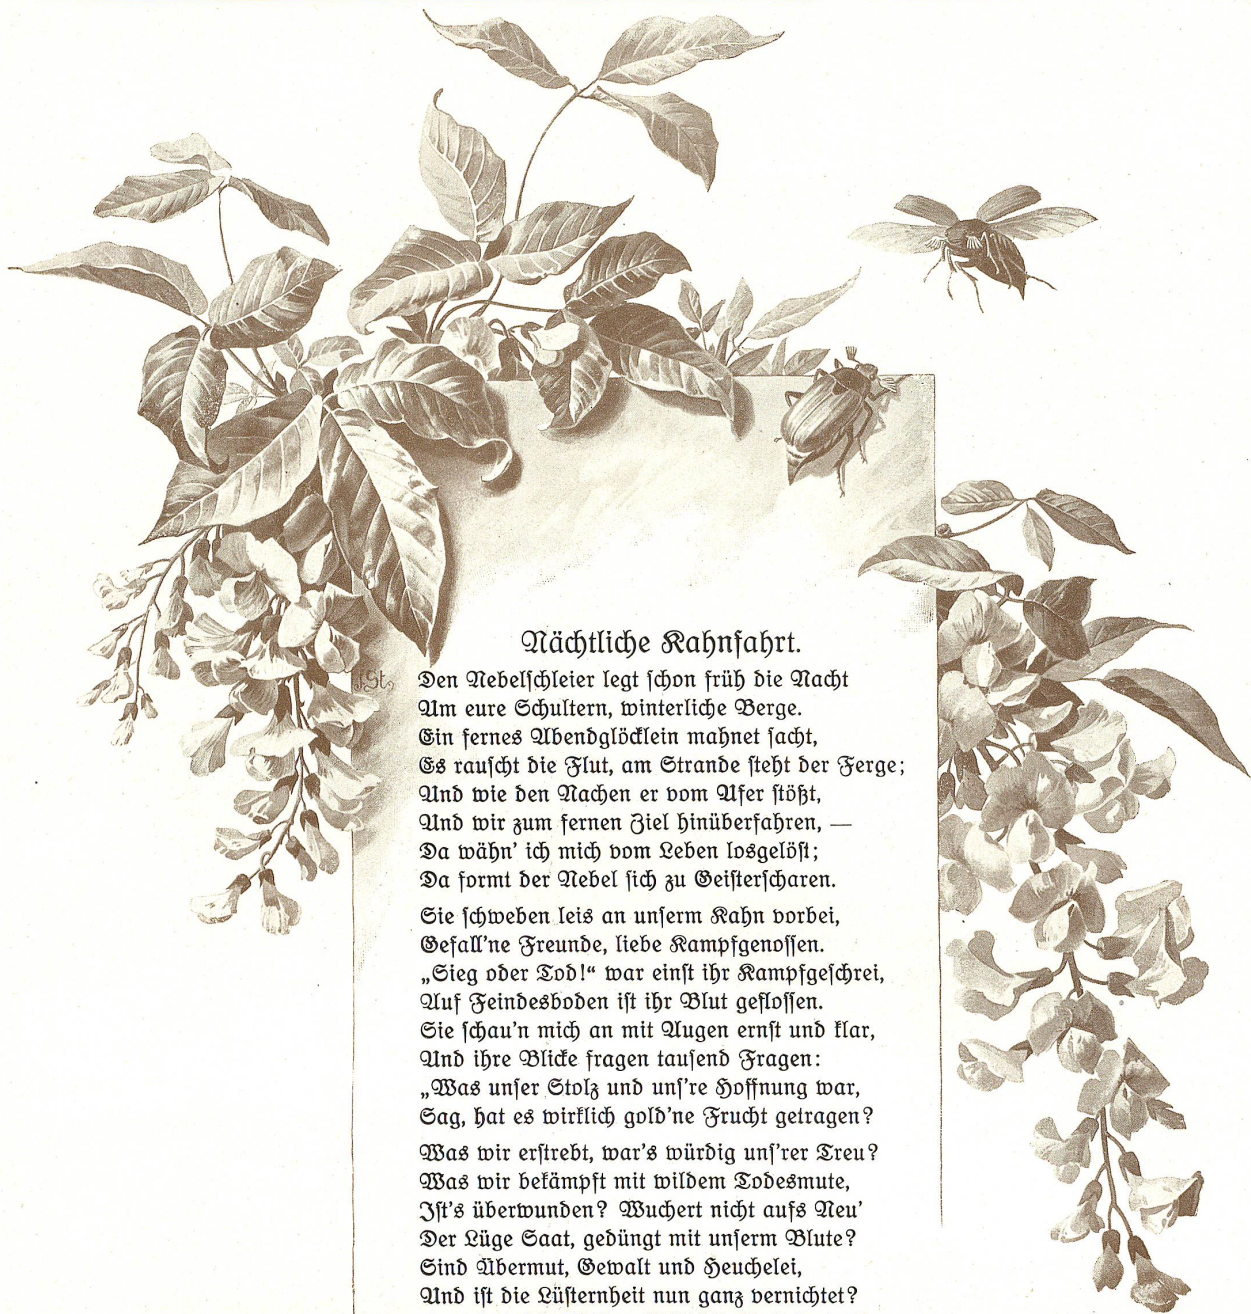 Nächtliche Kahnfahrt.
Den Nebelschleier legt schon früh die Nacht
Um eure Schultern, winterliche Berge.
Ein fernes Abendglöcklein mahnet sacht,
Es rauscht die Flut, am Strande steht der Ferge;
Und wie den Nachen er vom Ufer stößt,
Und wir zum fernen Ziel hinüberfahren, —
Da wähn' ich mich vom Leben losgelöst;
Da formt der Nebel sich zu Geisterscharen.
Sie schweben leis an unserm Kahn vorbei,
Gefall'ne Freunde, liebe Kampfgenossen.
„Sieg oder Tod!“ war einst ihr Kampfgeschrei,
Auf Feindesboden ist ihr Blut geflossen.
Sie schau'n mich an mit Augen ernst und klar,
Und ihre Blicke fragen tausend Fragen:
„Was unser Stolz und uns're Hoffnung war,
Sag, hat es wirklich gold'ne Frucht getragen?
Was wir erstrebt, war's würdig uns'rer Treu?
Was wir bekämpft mit wildem Todesmute,
Ist's überwunden? Wuchert nicht aufs Neu'
Der Lüge Saat, gedüngt mit unserm Blute?
Sind Übermut, Gewalt und Heuchelei,
Und ist die Lüsternheit nun ganz vernichtet?